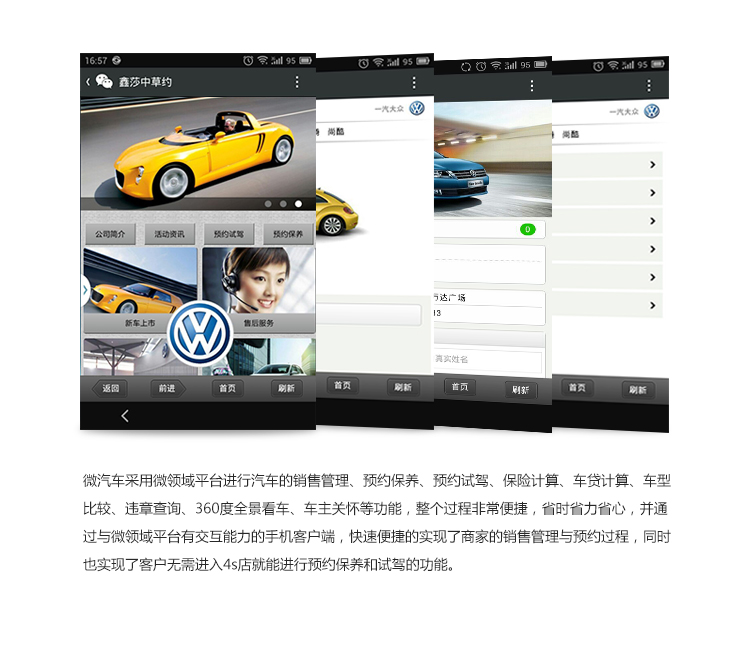 16:57
95
鑫莎中草约
公司简介
活动资讯
预约试驾
预约保养
新车上市
售后服务
返回
前进
首页
刷新
95
一汽大众
尚酷
首页
刷新
95
0
万达广场
13
真实姓名
首页
刷新
95
一汽大众
尚酷
首页
刷新
微汽车采用微领域平台进行汽车的销售管理、预约保养、预约试驾、保险计算、车贷计算、车型
比较、违章查询、360度全景看车、车主关怀等功能，整个过程非常便捷，省时省力省心，并通
过与微领域平台有交互能力的手机客户端，快速便捷的实现了商家的销售管理与预约过程，同时
也实现了客户无需进入4s店就能进行预约保养和试驾的功能。